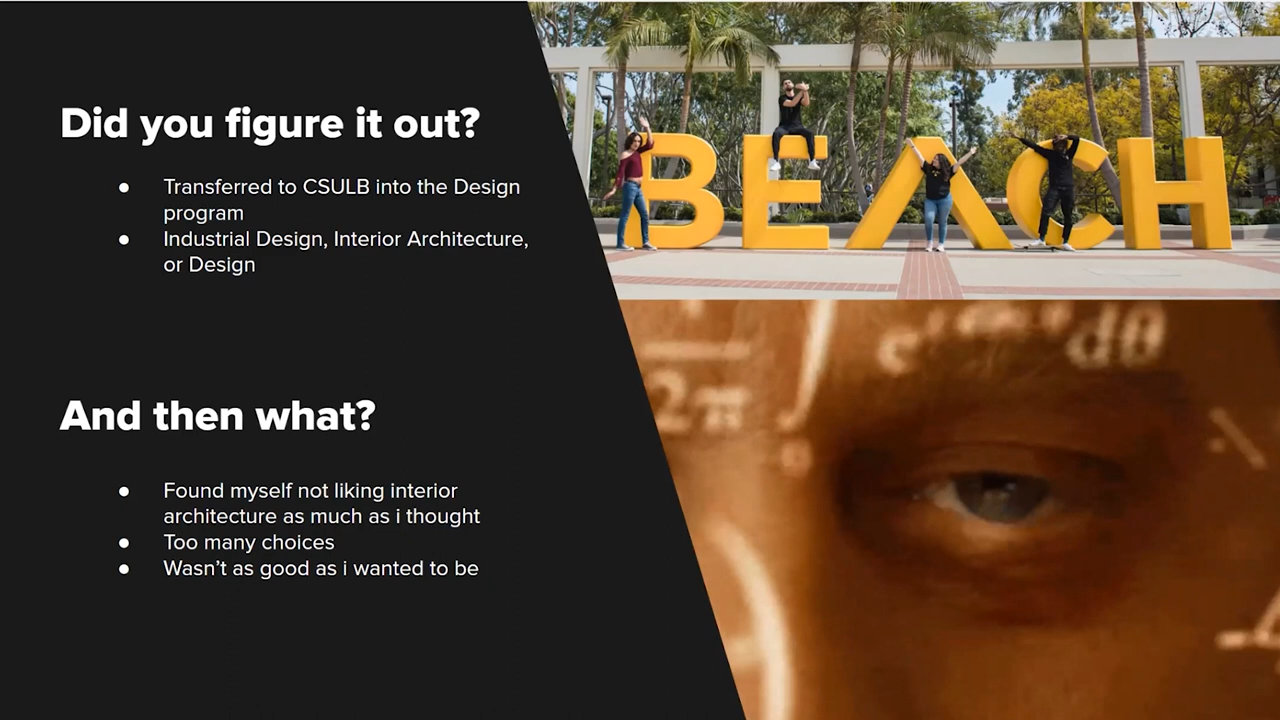 Did you figure it out?
● Transferred to CSULB into the Design
program
● Industrial Design, Interior Architecture,
or Design
And then what?
● Found myself not liking interior
architecture as much as i thought
● Too many choices
● Wasn't as good as i wanted to be
BEACH
2π
dθ